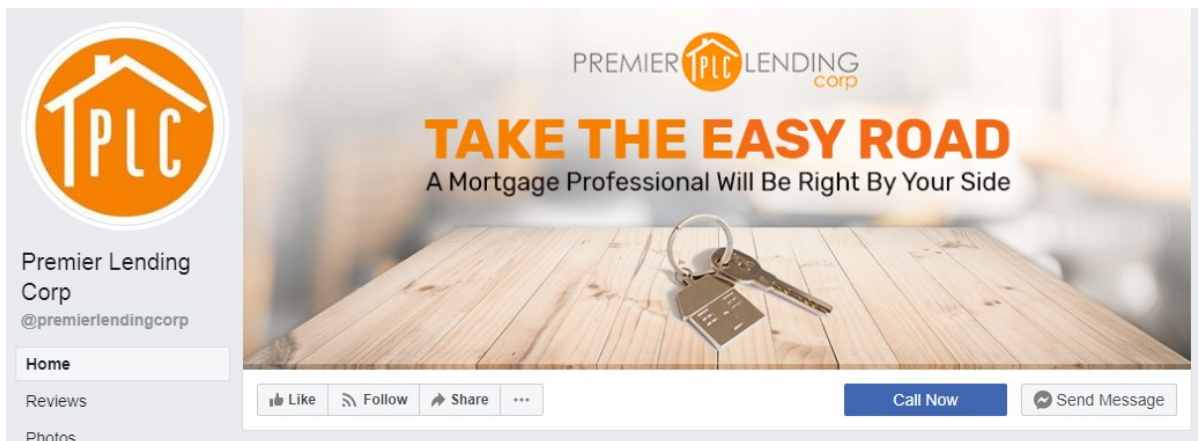 PLC
Premier Lending
Corp
@premierlendingcorp
Home
Reviews
Photos
PREMIER PLC LENDING
corp
TAKE THE EASY ROAD
A Mortgage Professional Will Be Right By Your Side
Like
Follow
Share
Call Now
Send Message